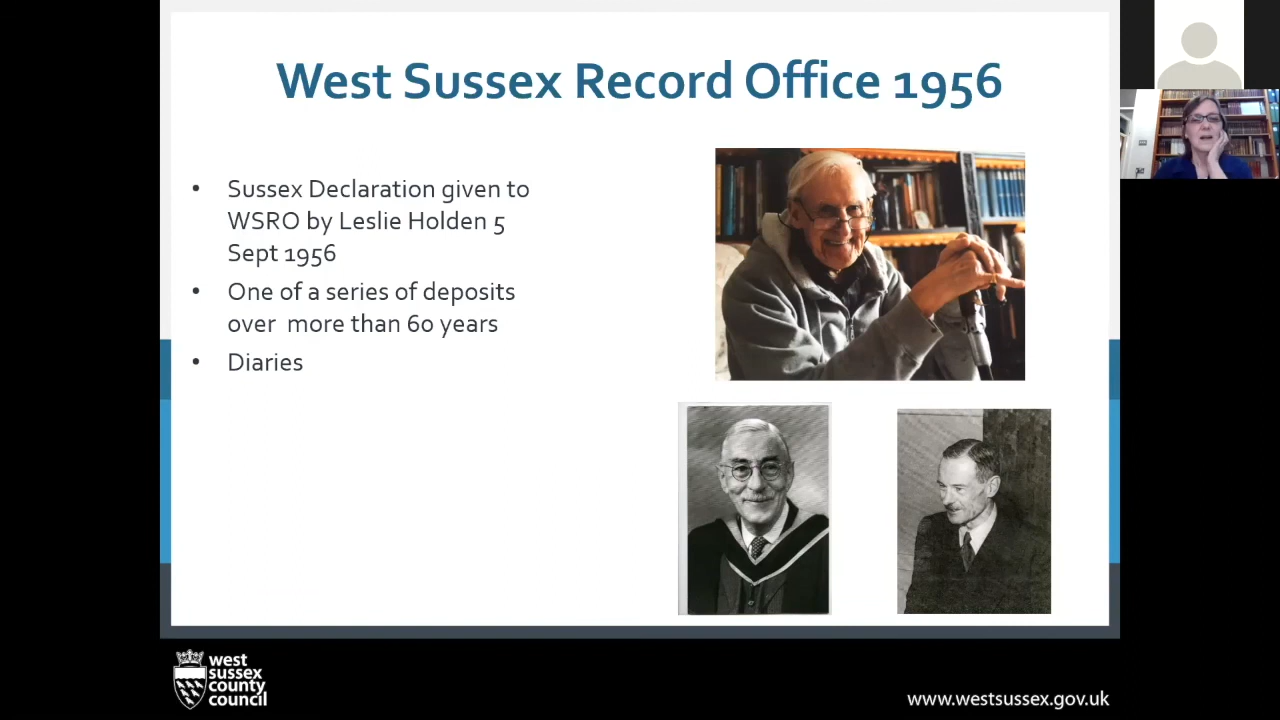 West Sussex Record Office 1956
• Sussex Declaration given to
WSRO by Leslie Holden 5
Sept 1956
• One of a series of deposits
over more than 60 years
• Diaries
west
sussex
county
council
www.westsussex.gov.uk